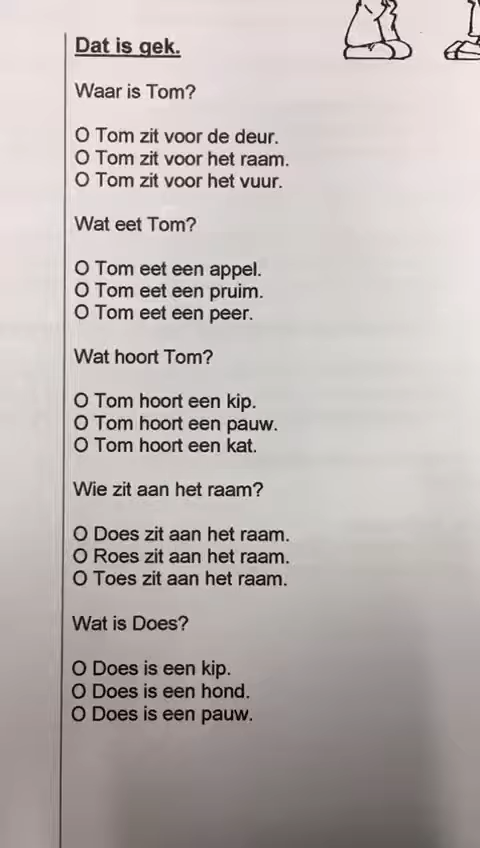 Dat is gek.
Waar is Tom?
O Tom zit voor de deur.
O Tom zit voor het raam.
O Tom zit voor het vuur.
Wat eet Tom?
O Tom eet een appel.
O Tom eet een pruim.
O Tom eet een peer.
Wat hoort Tom?
O Tom hoort een kip.
O Tom hoort een pauw.
O Tom hoort een kat.
Wie zit aan het raam?
O Does zit aan het raam.
O Roes zit aan het raam.
O Toes zit aan het raam.
Wat is Does?
O Does is een kip.
O Does is een hond.
O Does is een pauw.